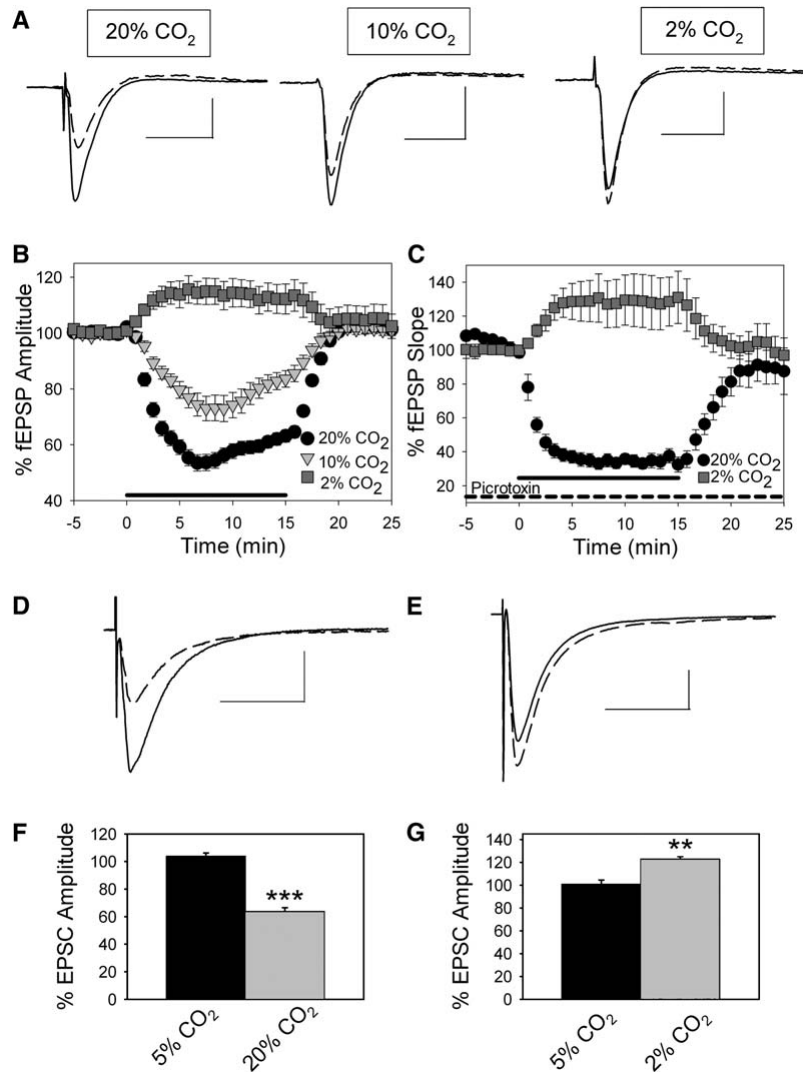 A
20% CO2
10% CO2
2% CO2
B
% fEPSP Amplitude
120
100
80
60
40
20% CO2
10% CO2
2% CO2
-5 0 5 10 15 20 25
Time (min)
C
% fEPSP Slope
140
120
100
80
60
40
20
20% CO2
2% CO2
Picrotoxin
-5 0 5 10 15 20 25
Time (min)
D
E
F
% EPSC Amplitude
120
100
80
60
40
20
0
***
5% CO2
20% CO2
G
% EPSC Amplitude
140
120
100
80
60
40
20
0
**
5% CO2
2% CO2